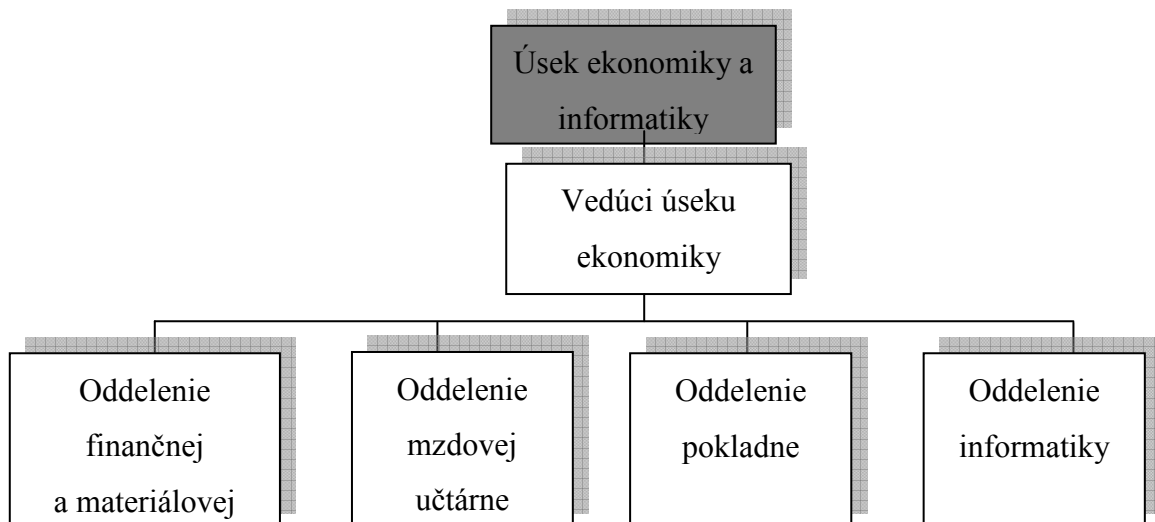 Úsek ekonomiky a
informatiky
Vedúci úseku
ekonomiky
Oddelenie
finančnej
a materiálovej
Oddelenie
mzdovej
učtárne
Oddelenie
pokladne
Oddelenie
informatiky